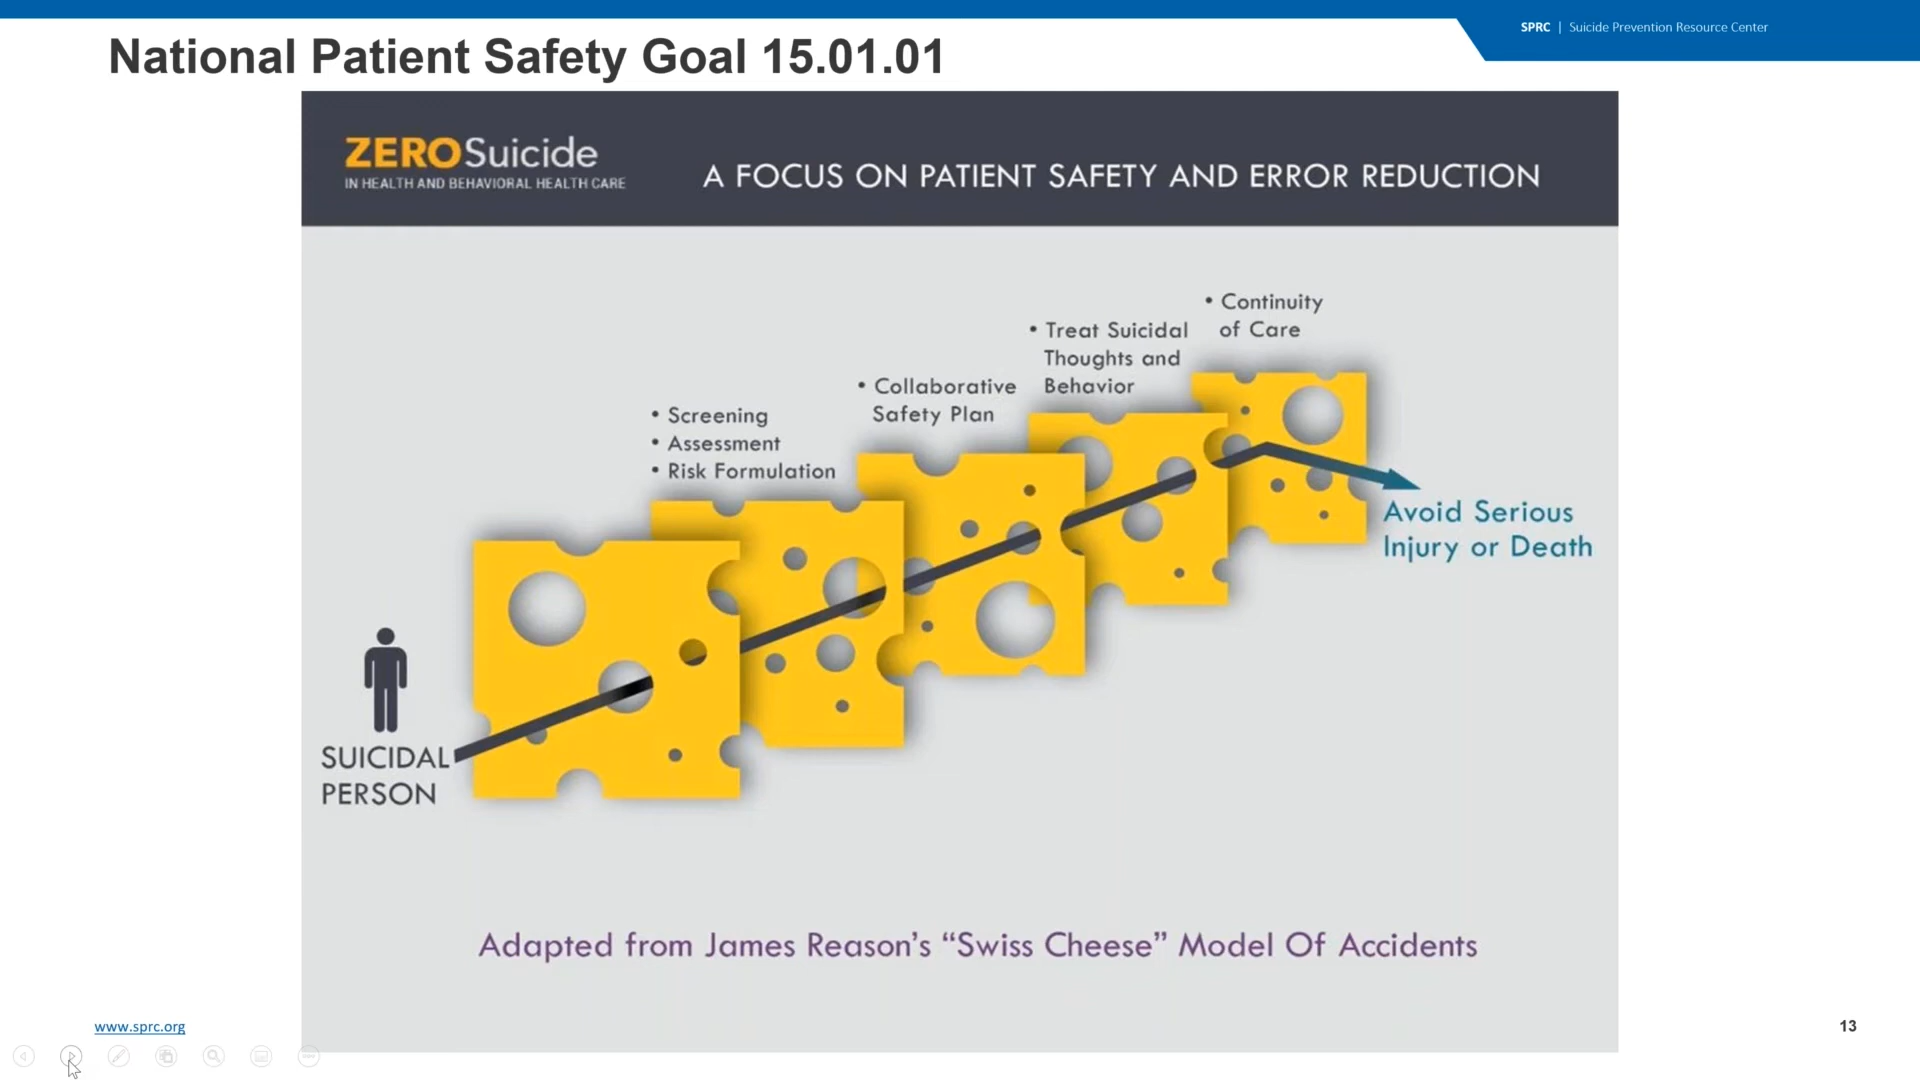 SPRC | Suicide Prevention Resource Center
National Patient Safety Goal 15.01.01
ZEROSuicide
IN HEALTH AND BEHAVIORAL HEALTH CARE
A FOCUS ON PATIENT SAFETY AND ERROR REDUCTION
• Screening
• Assessment
• Risk Formulation
• Collaborative
Safety Plan
• Treat Suicidal
Thoughts and
Behavior
• Continuity
of Care
Avoid Serious
Injury or Death
SUICIDAL
PERSON
Adapted from James Reason’s “Swiss Cheese” Model Of Accidents
www.sprc.org
13